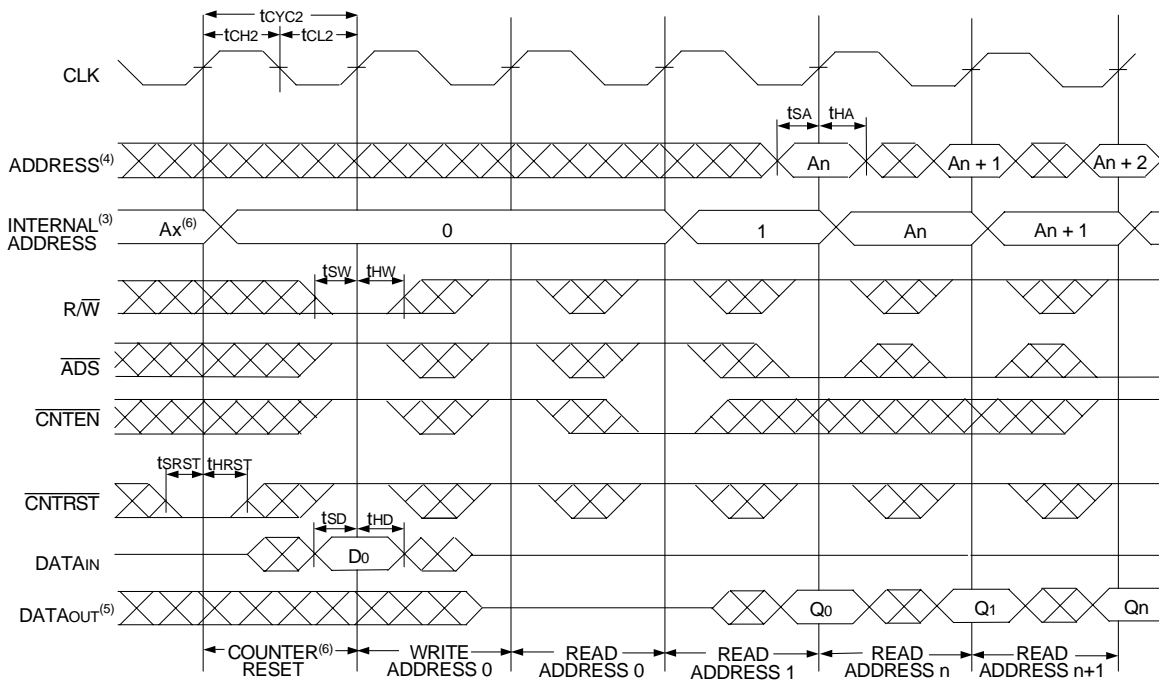 tCYC2
tCH2 tCL2
CLK
tSA tHA
ADDRESS(4) An An + 1 An + 2
INTERNAL(3) ADDRESS Ax(6) 0 1 An An + 1
tSW tHW
R/W
ADS
CNTEN
tSRST tHRST
CNTRST
tSD tHD
DATAIN D0
DATAOUT(5) Q0 Q1 Qn
COUNTER(6) WRITE READ READ READ READ
RESET ADDRESS 0 ADDRESS 0 ADDRESS 1 ADDRESS n ADDRESS n+1